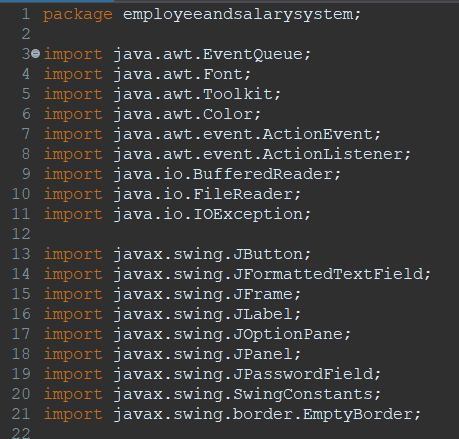 1 package employeeandsalarysystem;
2
3 import java.awt.EventQueue;
4 import java.awt.Font;
5 import java.awt.Toolkit;
6 import java.awt.Color;
7 import java.awt.event.ActionEvent;
8 import java.awt.event.ActionListener;
9 import java.io.BufferedReader;
10 import java.io.FileReader;
11 import java.io.IOException;
12
13 import javax.swing.JButton;
14 import javax.swing.JFormattedTextField;
15 import javax.swing.JFrame;
16 import javax.swing.JLabel;
17 import javax.swing.JOptionPane;
18 import javax.swing.JPanel;
19 import javax.swing.JPasswordField;
20 import javax.swing.SwingConstants;
21 import javax.swing.border.EmptyBorder;
22